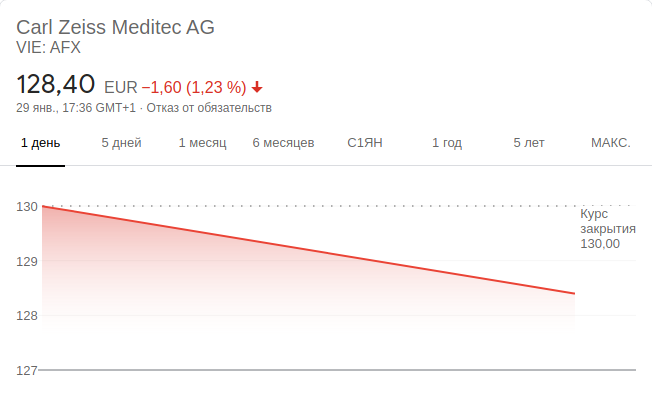 Carl Zeiss Meditec AG
VIE: AFX
128,40 EUR −1,60 (1,23 %)
29 янв., 17:36 GMT+1 · Отказ от обязательств
1 день 5 дней 1 месяц 6 месяцев С1ЯН 1 год 5 лет МАКС.
130
Курс
закрытия
130,00
129
128
127